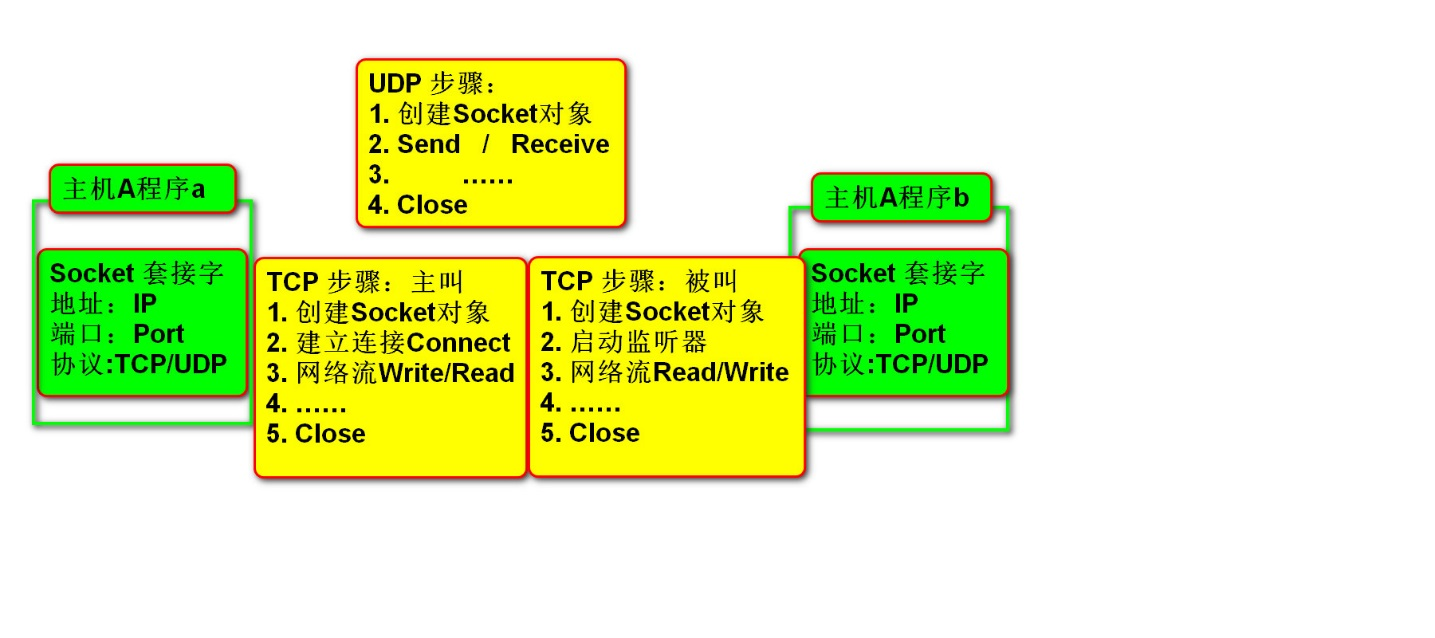 UDP 步骤：
1. 创建Socket对象
2. Send / Receive
3. ......
4. Close
主机A程序a
Socket 套接字
地址：IP
端口：Port
协议:TCP/UDP
TCP 步骤：主叫
1. 创建Socket对象
2. 建立连接Connect
3. 网络流Write/Read
4. ......
5. Close
TCP 步骤：被叫
1. 创建Socket对象
2. 启动监听器
3. 网络流Read/Write
4. ......
5. Close
主机A程序b
Socket 套接字
地址：IP
端口：Port
协议:TCP/UDP